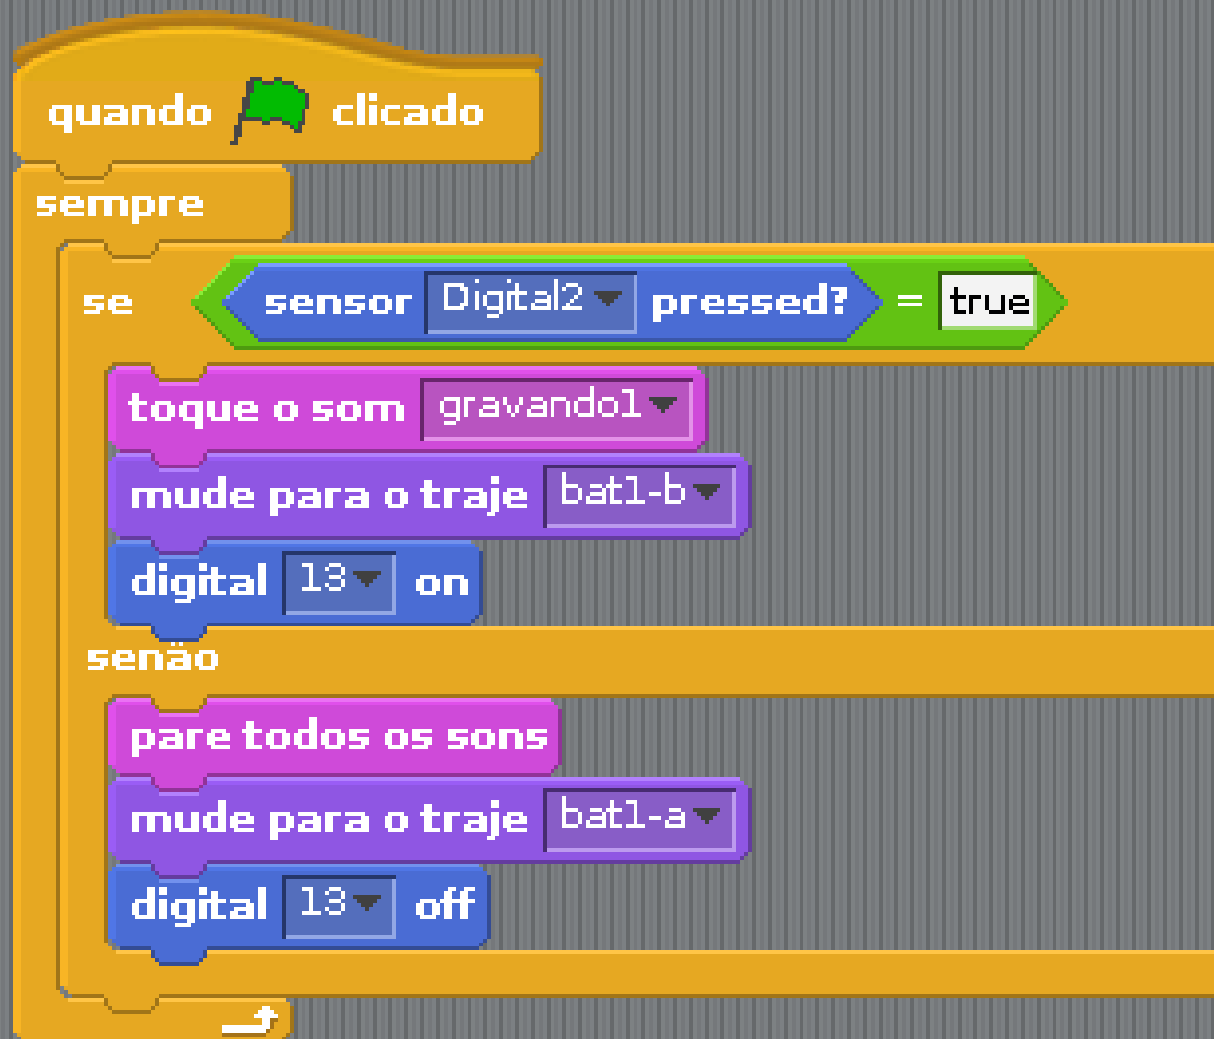 quando clicado
sempre
se sensor Digital2 pressed? = true
toque o som gravando1
mude para o traje bat1-b
digital 13 on
senão
pare todos os sons
mude para o traje bat1-a
digital 13 off